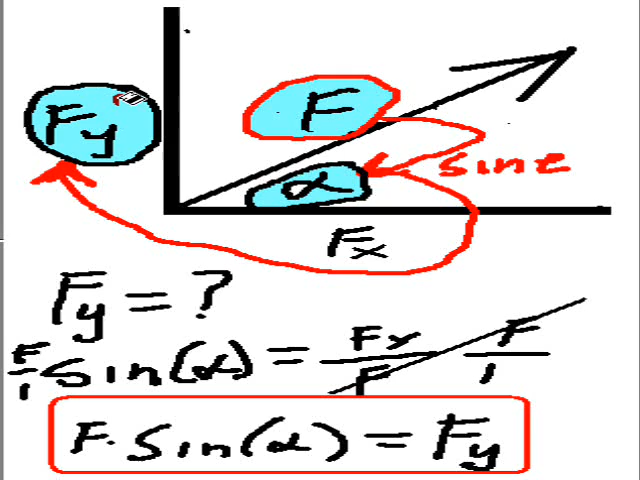 F
Fy
α
sine
Fx
Fy = ?
F/1 sin(α) = Fy/F F/1
F. sin(α) = Fy